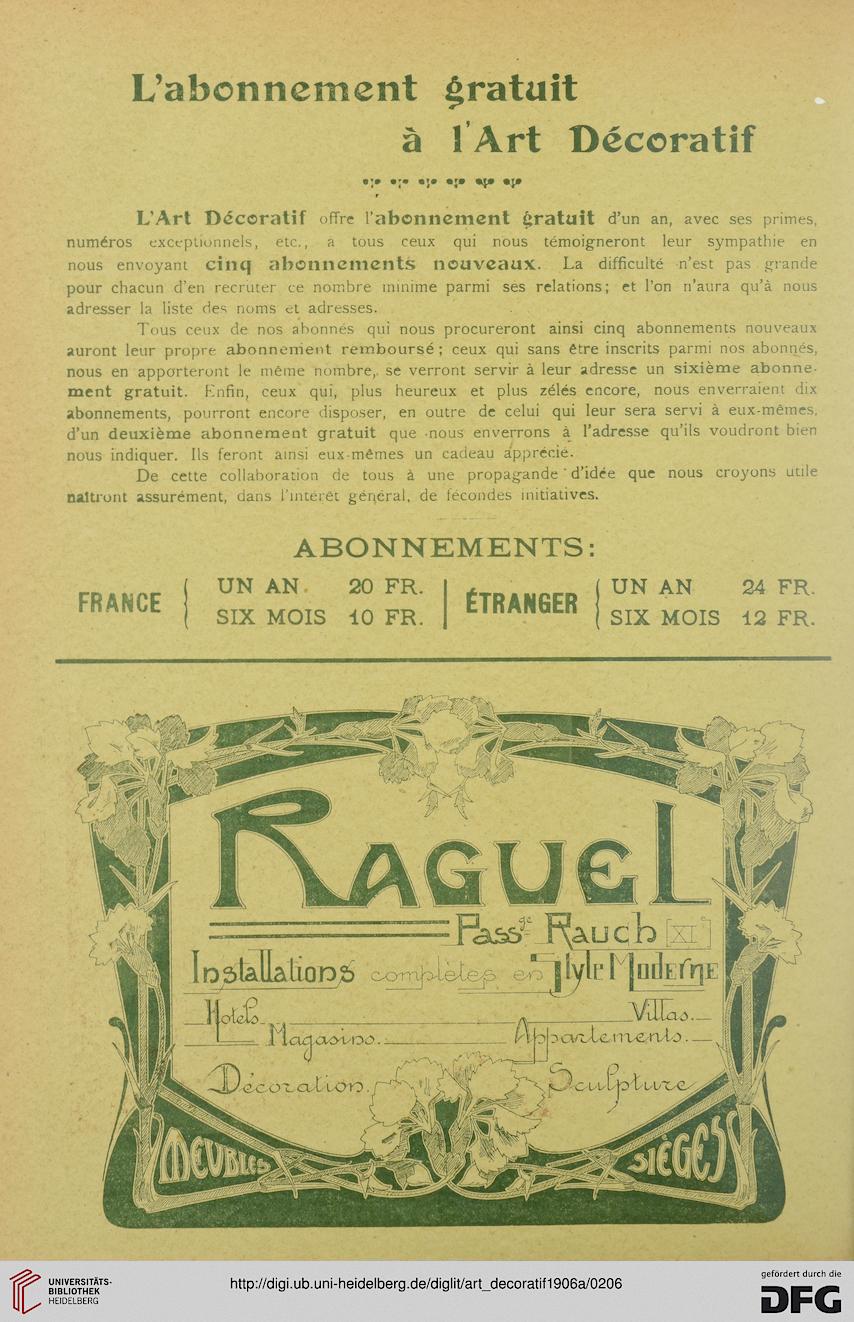 L'abonnement gratuit
à l'Art Décoratif
L'Art Décoratif offre l'abonnement gratuit d'un an, avec ses primes,
numéros exceptionnels, etc., a tous ceux qui nous témoigneront leur sympathie en
nous envoyant cinq abonnements nouveaux. La difficulté n'est pas grande
pour chacun d'en recruter ce nombre minime parmi ses relations; et l'on n'aura qu'à nous
adresser la liste des noms et adresses.
Tous ceux de nos abonnés qui nous procureront ainsi cinq abonnements nouveaux
auront leur propre abonnement remboursé; ceux qui sans être inscrits parmi nos abonnés,
nous en apporteront le même nombre, se verront servir à leur adresse un sixième abonne-
ment gratuit. Enfin, ceux qui, plus heureux et plus zélés encore, nous enverraient dix
abonnements, pourront encore disposer, en outre de celui qui leur sera servi à eux-mêmes,
d'un deuxième abonnement gratuit que nous enverrons à l'adresse qu'ils voudront bien
nous indiquer. Ils feront ainsi eux-mêmes un cadeau apprécié.
De cette collaboration de tous à une propagande d'idée que nous croyons utile
naîtront assurément, dans l'intérêt général, de fécondes initiatives.
ABONNEMENTS:
FRANCE { UN AN 20 FR. | ÉTRANGER { UN AN 24 FR.
SIX MOIS 10 FR. SIX MOIS 12 FR.
RAGUEL
Passge Rauch [XIe]
Installations complètes en Style Moderne
Hotels Villas.
Magasins. Appartements.
Décoration. Sculpture
MEUBLES SIÈGES
UNIVERSITÄTS-
BIBLIOTHEK
HEIDELBERG
http://digi.ub.uni-heidelberg.de/diglit/art_decoratif1906a/0206
gefördert durch die
DFG